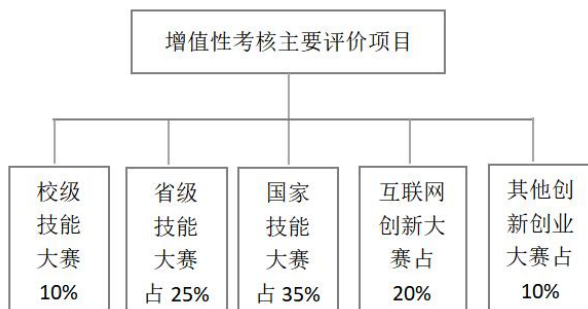 增值性考核主要评价项目
校级
技能
大赛
10%
省级
技能
大赛
占 25%
国家
技能
大赛
占 35%
互联网
创新大
赛占
20%
其他创
新创业
大赛占
10%